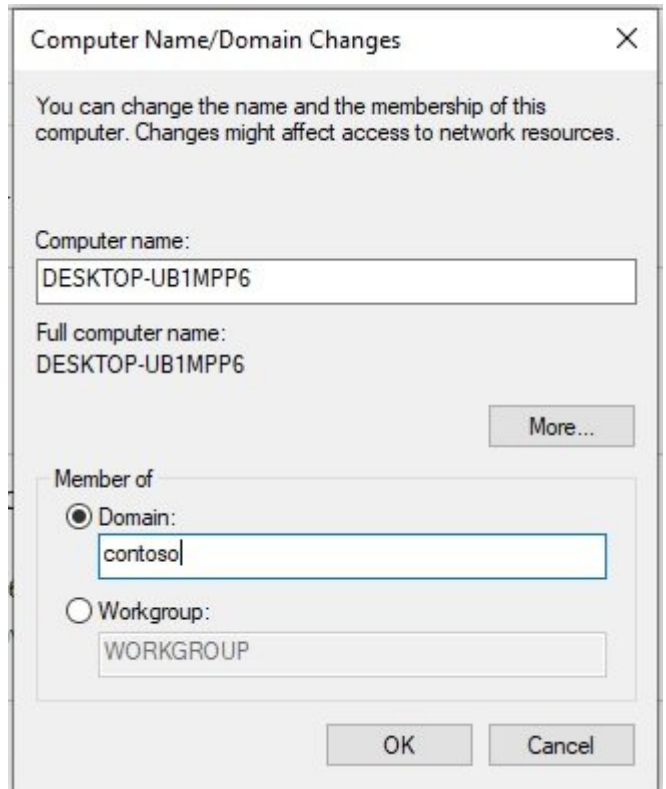 Computer Name/Domain Changes
You can change the name and the membership of this
computer. Changes might affect access to network resources.
Computer name:
DESKTOP-UB1MPP6
Full computer name:
DESKTOP-UB1MPP6
More...
Member of
Domain:
contoso
Workgroup:
WORKGROUP
OK Cancel